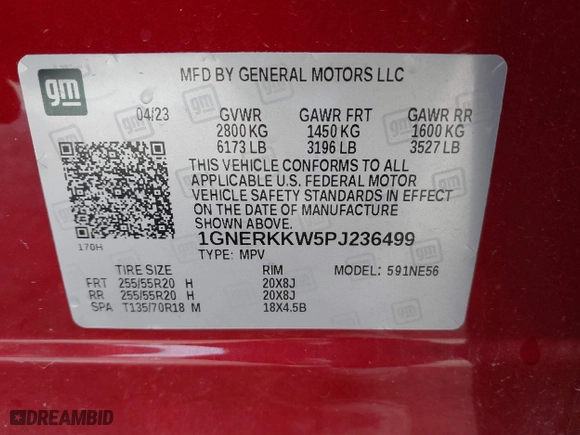 gm
MFD BY GENERAL MOTORS LLC
04/23 GVWR GAWR FRT GAWR RR
2800 KG 1450 KG 1600 KG
6173 LB 3196 LB 3527 LB
THIS VEHICLE CONFORMS TO ALL
APPLICABLE U.S. FEDERAL MOTOR
VEHICLE SAFETY STANDARDS IN EFFECT
ON THE DATE OF MANUFACTURE
SHOWN ABOVE.
170H 1GNERKKW5PJ236499
TYPE: MPV MODEL: 591NE56
TIRE SIZE RIM
FRT 255/55R20 H 20X8J
RR 255/55R20 H 20X8J
SPA T135/70R18 M 18X4.5B
DREAMBID